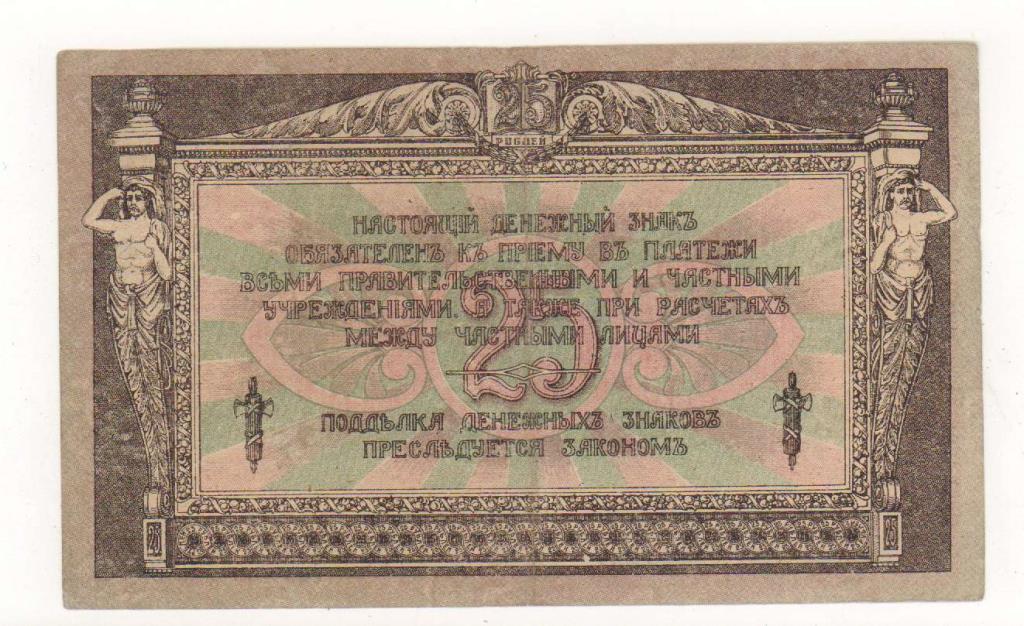 25
РУБЛЕЙ
НАСТОЯЩІЙ ДЕНЕЖНЫЙ ЗНАКЪ
ОБЯЗАТЕЛЕНЪ КЪ ПРІЕМУ ВЪ ПЛАТЕЖИ
ВСѢМИ ПРАВИТЕЛЬСТВЕННЫМИ И ЧАСТНЫМИ
УЧРЕЖДЕНІЯМИ. А ТАКЖЕ ПРИ РАСЧЕТАХЪ
МЕЖДУ ЧАСТНЫМИ ЛИЦАМИ
25
ПОДДѢЛКА ДЕНЕЖНЫХЪ ЗНАКОВЪ
ПРЕСЛѢДУЕТСЯ ЗАКОНОМЪ
25 25